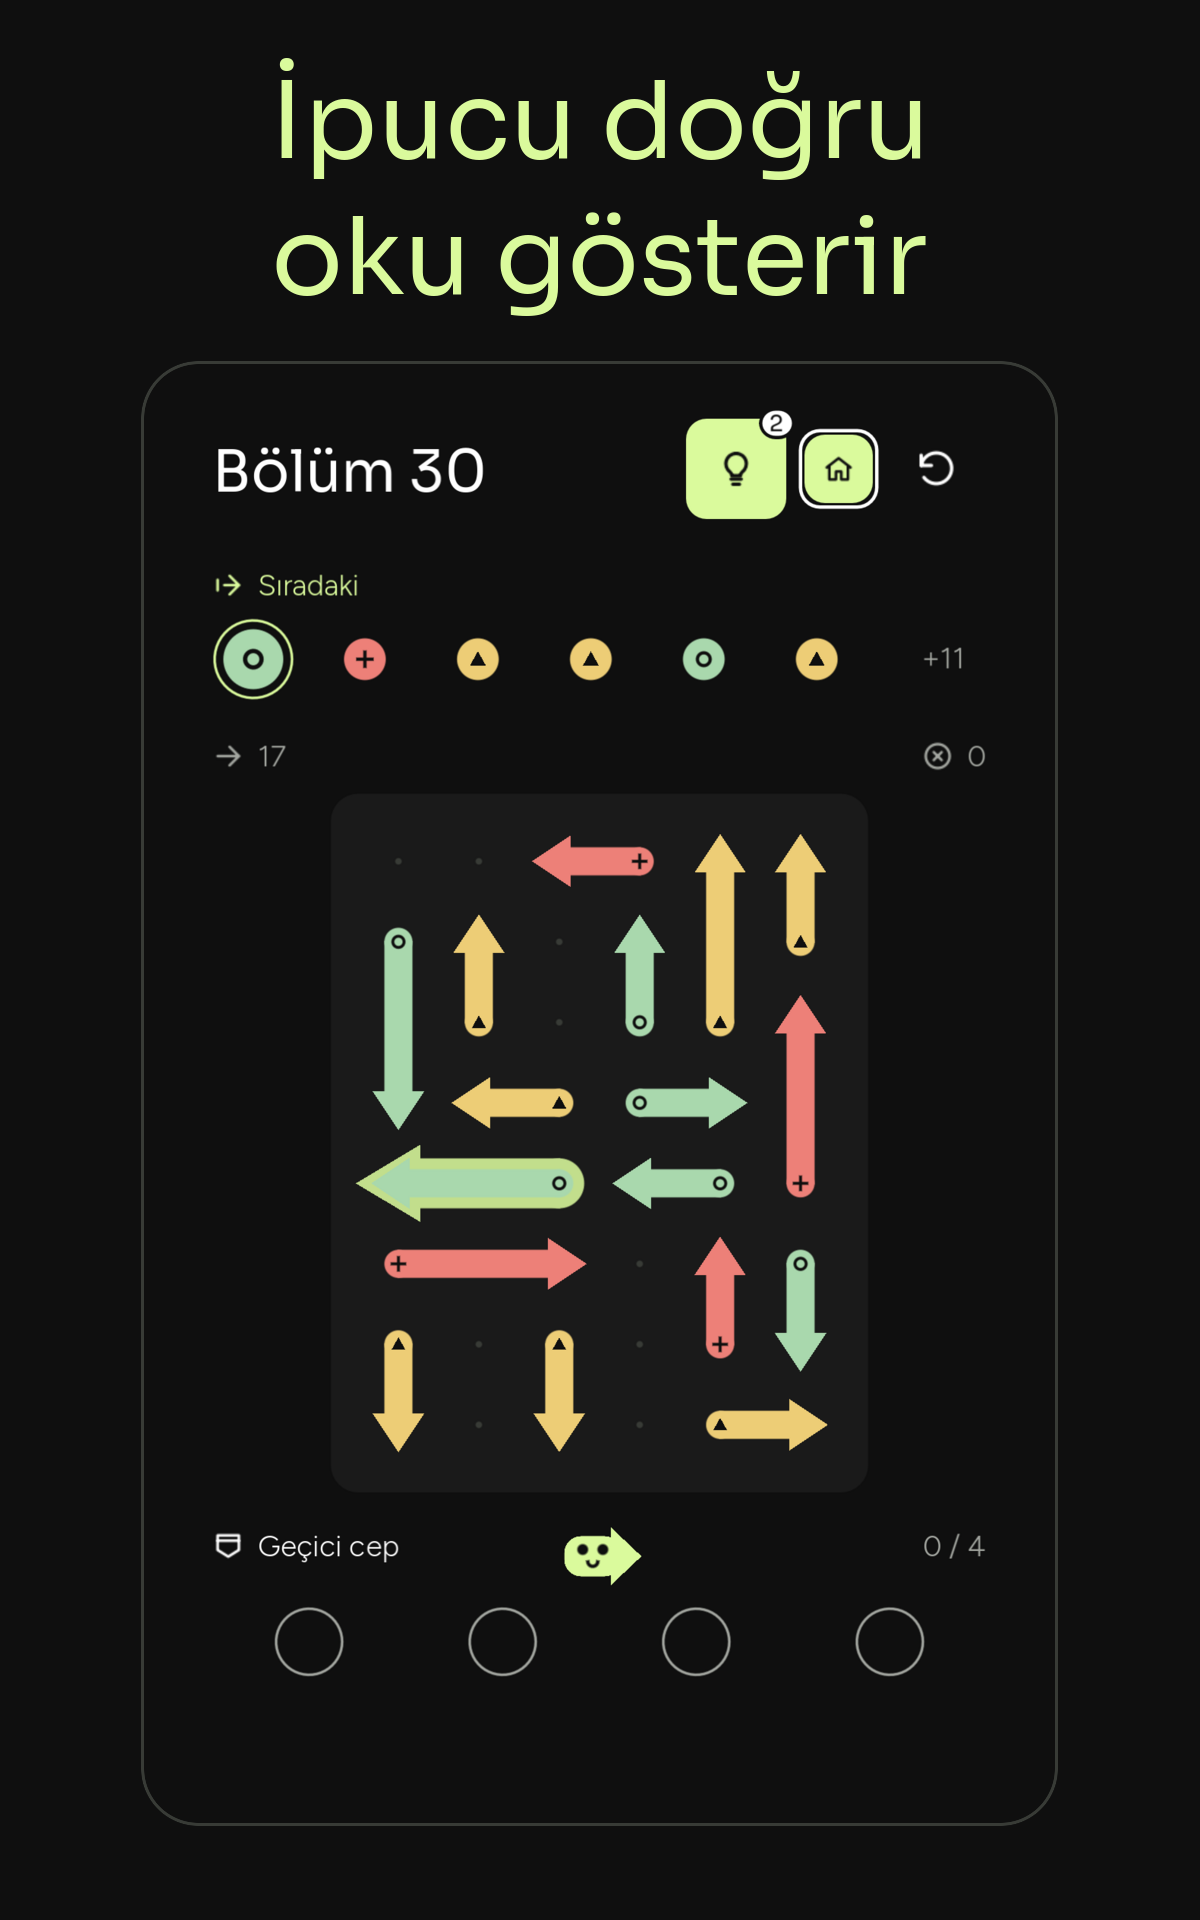 İpucu doğru
oku gösterir
Bölüm 30
2
Sıradaki
+11
17
0
Geçici cep
0 / 4